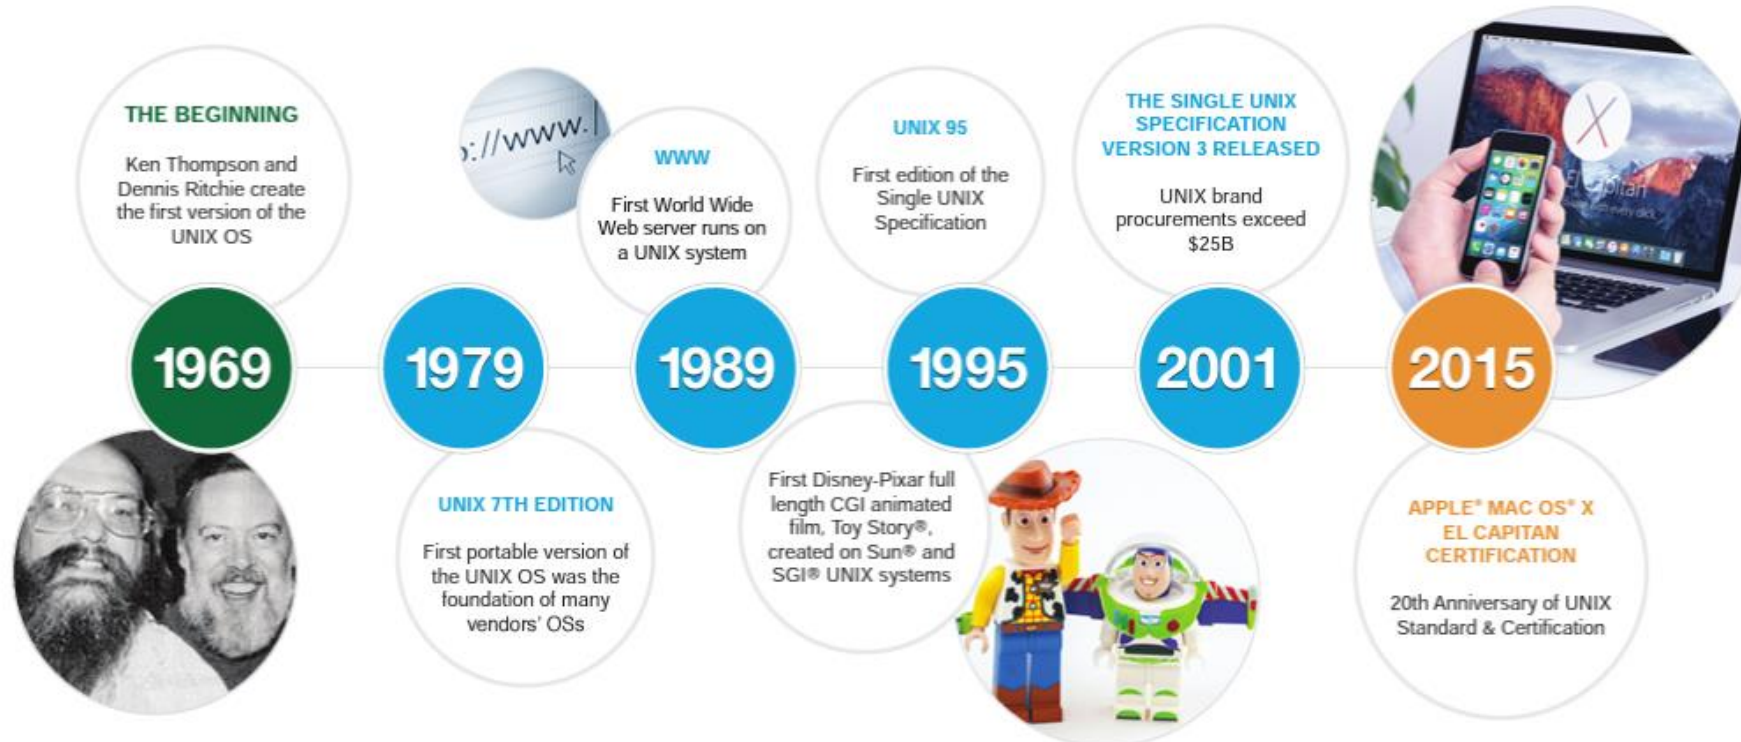 THE BEGINNING
Ken Thompson and
Dennis Ritchie create
the first version of the
UNIX OS
1969
1979
UNIX 7TH EDITION
First portable version of
the UNIX OS was the
foundation of many
vendors' OSs
://www.
WWW
First World Wide
Web server runs on
a UNIX system
1989
UNIX 95
First edition of the
Single UNIX
Specification
1995
First Disney-Pixar full
length CGI animated
film, Toy Story®,
created on Sun® and
SGI® UNIX systems
THE SINGLE UNIX
SPECIFICATION
VERSION 3 RELEASED
UNIX brand
procurements exceed
$25B
2001
X
El Capitan
every click.
2015
APPLE® MAC OS® X
EL CAPITAN
CERTIFICATION
20th Anniversary of UNIX
Standard & Certification